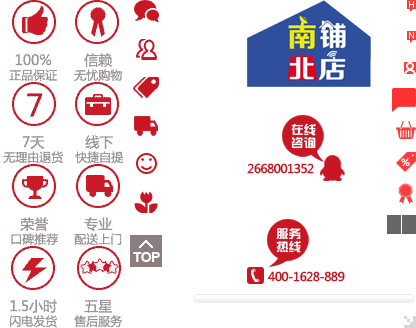 100%
正品保证
信赖
无忧购物
7
7天
无理由退货
线下
快捷自提
荣誉
口碑推荐
专业
配送上门
1.5小时
闪电发货
五星
售后服务
TOP
南铺
北店
在线
咨询
2668001352
服务
热线
400-1628-889
H
N
%